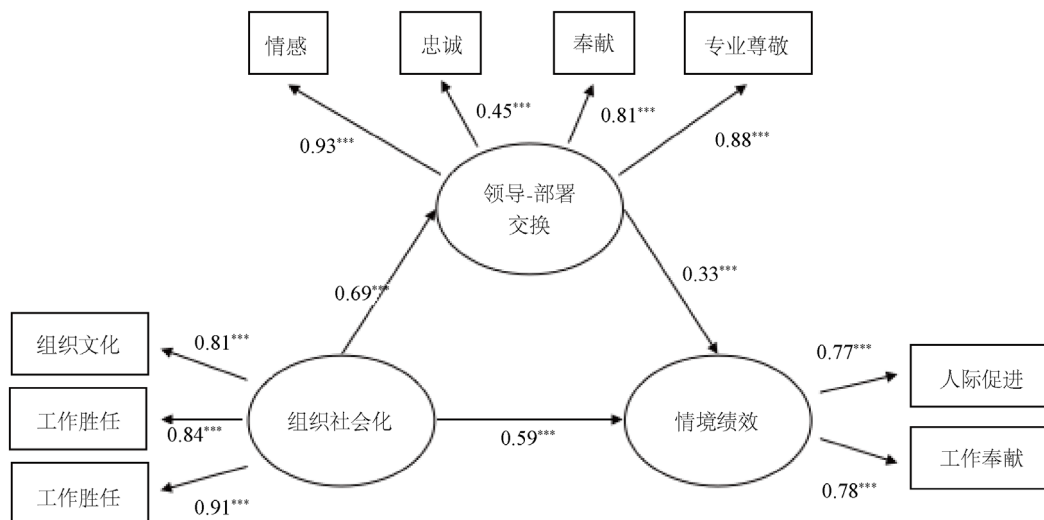 情感
忠诚
奉献
专业尊敬
0.93***
0.45***
0.81***
0.88***
领导-部署
交换
0.69***
0.33***
组织文化
0.81***
工作胜任
0.84***
工作胜任
0.91***
组织社会化
0.59***
情境绩效
0.77***
人际促进
工作奉献
0.78***